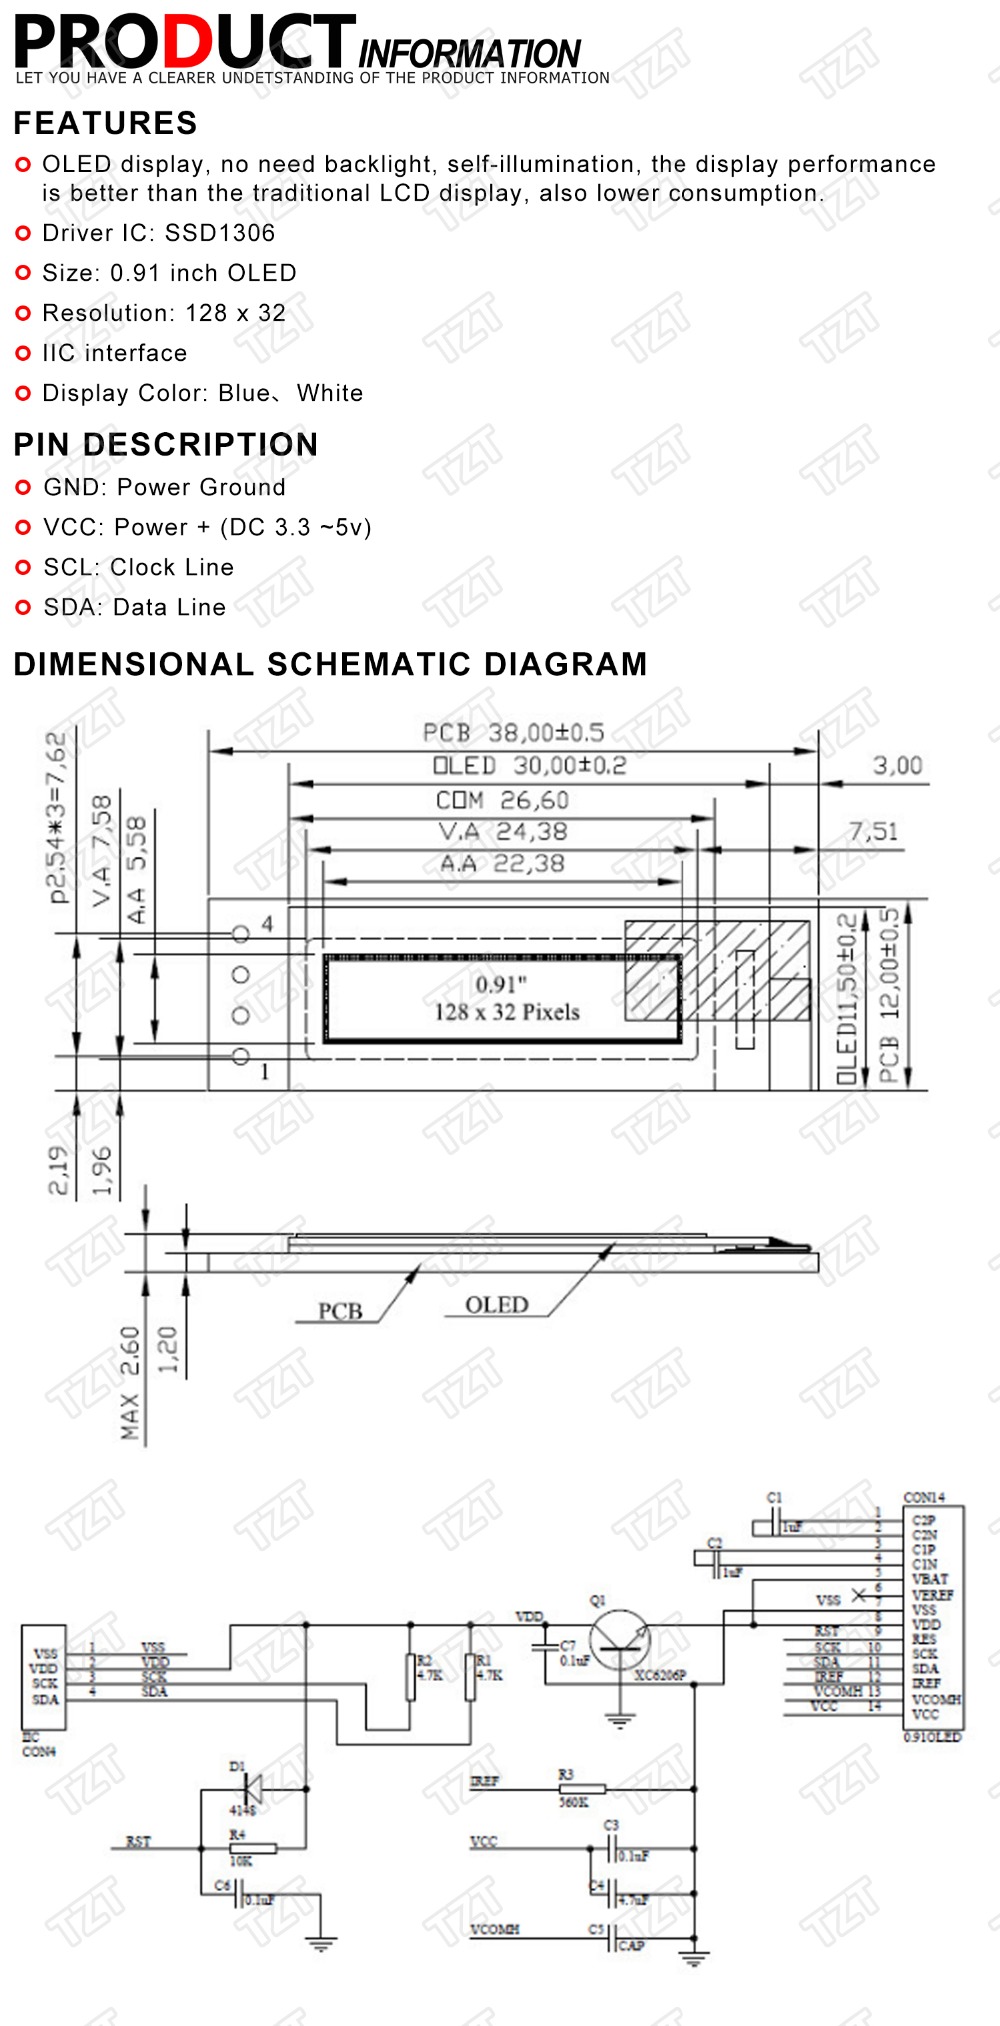 PRODUCT INFORMATION
LET YOU HAVE A CLEARER UNDETSTANDING OF THE PRODUCT INFORMATION
FEATURES
OLED display, no need backlight, self-illumination, the display performance
is better than the traditional LCD display, also lower consumption.
Driver IC: SSD1306
Size: 0.91 inch OLED
Resolution: 128 x 32
IIC interface
Display Color: Blue、White
PIN DESCRIPTION
GND: Power Ground
VCC: Power + (DC 3.3 ~5v)
SCL: Clock Line
SDA: Data Line
DIMENSIONAL SCHEMATIC DIAGRAM
PCB 38,00±0.5
OLED 30,00±0.2
3,00
COM 26,60
V.A 24,38
7,51
A.A 22,38
p2.54*3=7,62
V.A 7,58
A.A 5,58
4
0.91"
128 x 32 Pixels
1
OLED11,50±0.2
PCB 12,00±0.5
2,19
1,96
PCB
OLED
MAX 2.60
1,20
CON14
C1
1uF
C2
1uF
1 C2P
2 C2N
3 C1P
4 C1N
5 VBAT
6 VEREF
VSS 7 VSS
8 VDD
RST 9 RES
SCK 10 SCK
SDA 11 SDA
IREF 12 IREF
VCOMH 13 VCOMH
VCC 14 VCC
0.91OLED
VSS 1 VSS
VDD 2 VDD
SCK 3 SCK
SDA 4 SDA
IIC
CON4
R2
4.7K
R1
4.7K
VDD
C7
0.1uF
Q1
XC6206P
D1
4148
RST
R4
10K
C6
0.1uF
IREF
R3
560K
VCC
C3
0.1uF
C4
4.7uF
VCOMH
C5
CAP
TZT